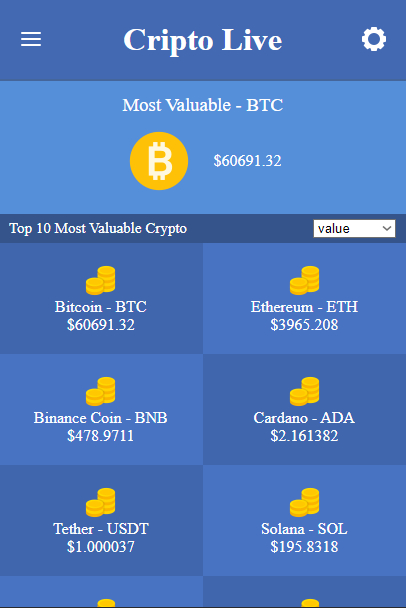 Cripto Live
Most Valuable - BTC
$60691.32
Top 10 Most Valuable Crypto
value
Bitcoin - BTC
$60691.32
Ethereum - ETH
$3965.208
Binance Coin - BNB
$478.9711
Cardano - ADA
$2.161382
Tether - USDT
$1.000037
Solana - SOL
$195.8318